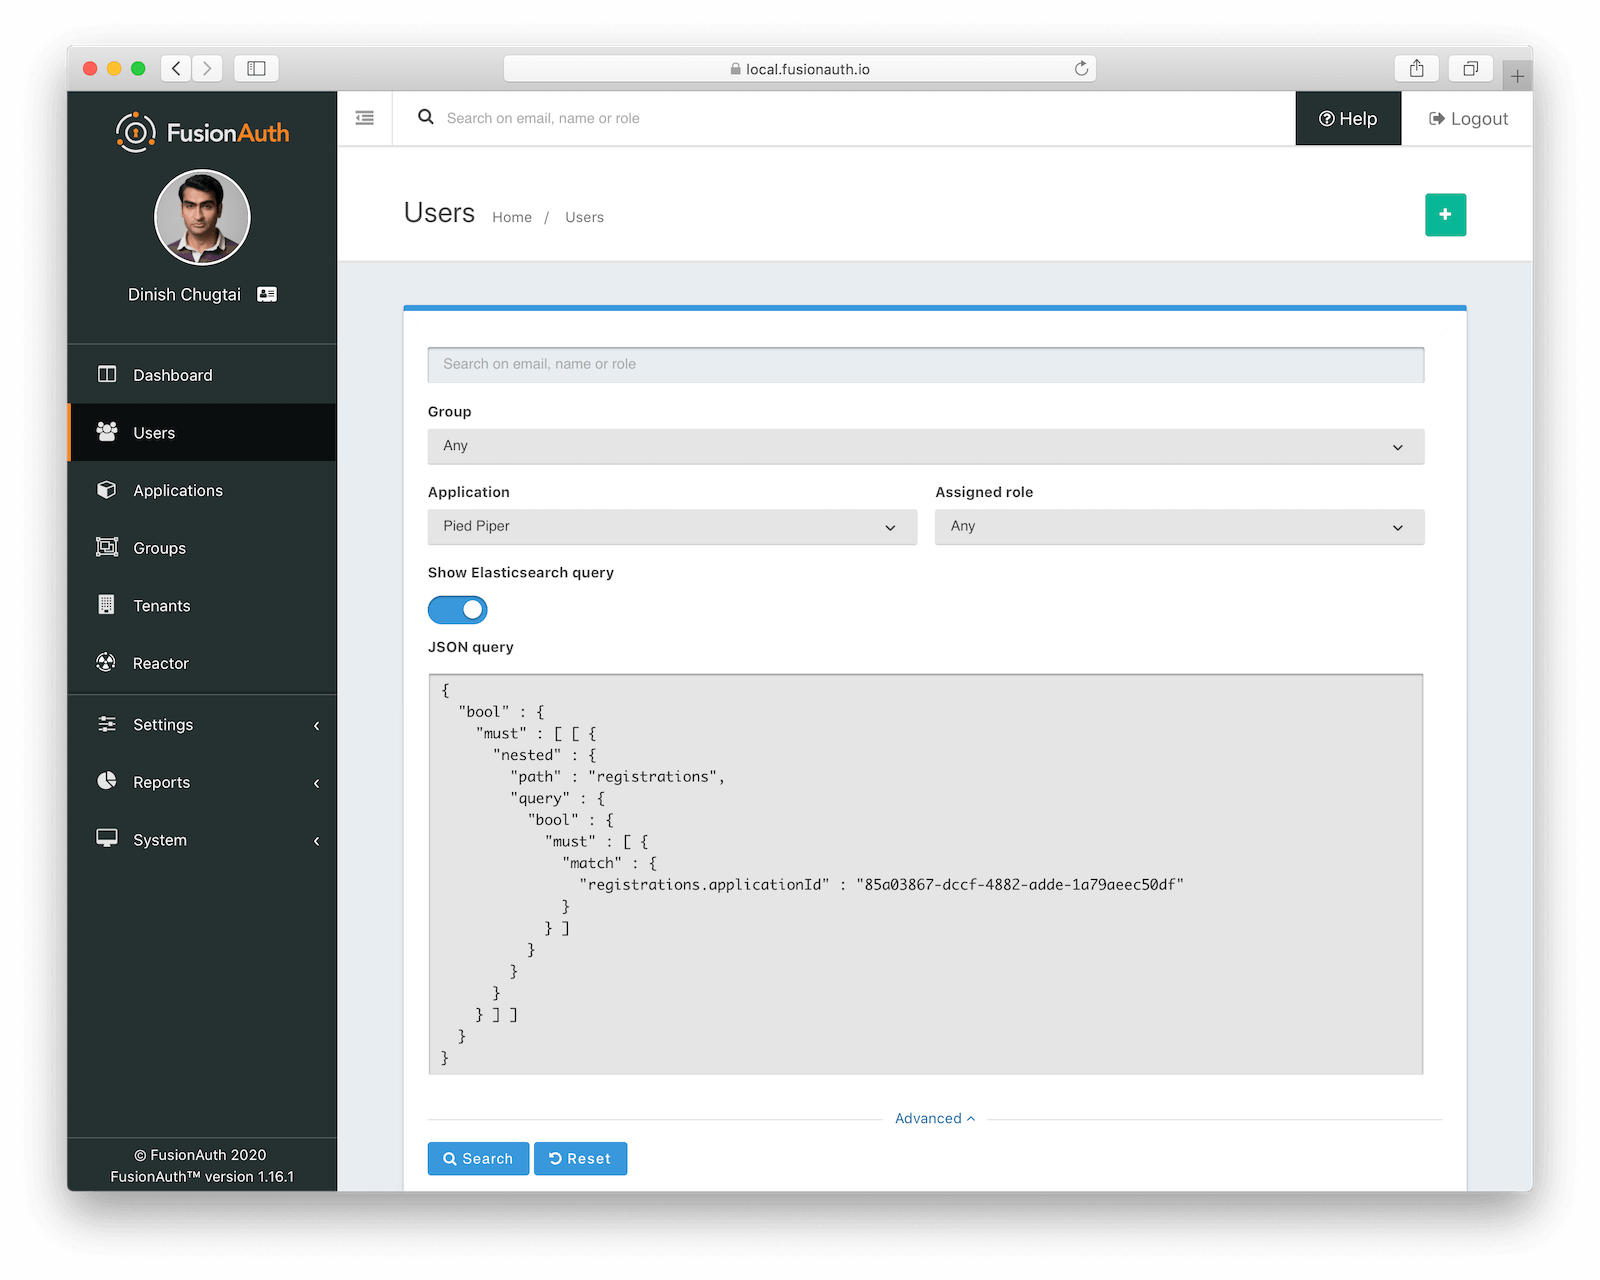 local.fusionauth.io
FusionAuth
Dinish Chugtai
Dashboard
Users
Applications
Groups
Tenants
Reactor
Settings
Reports
System
© FusionAuth 2020
FusionAuth™ version 1.16.1
Search on email, name or role
Help
Logout
Users
Home / Users
Search on email, name or role
Group
Any
Application
Assigned role
Pied Piper
Any
Show Elasticsearch query
JSON query
{
"bool" : {
"must" : [ [ {
"nested" : {
"path" : "registrations",
"query" : {
"bool" : {
"must" : [ {
"match" : {
"registrations.applicationId" : "85a03867-dccf-4882-adde-1a79aeec50df"
}
} ]
}
}
}
} ] ]
}
}
Advanced
Search
Reset